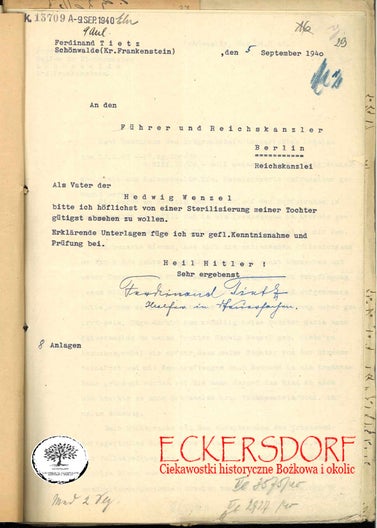 K. 13709 A-9.SEP.1940
Ferdinand Tietz
Schönwalde(Kr.Frankenstein)
,den 5 September 1940
An den
Führer und Reichskanzler
Berlin
==========
Reichskanzlei
Als Vater der
Hedwig Wenzel
bitte ich höflichst von einer Sterilisierung meiner Tochter
gütigst absehen zu wollen.
Erklärende Unterlagen füge ich zur gefl.Kenntnisnahme und
Prüfung bei.
Heil Hitler !
Sehr ergebenst
Ferdinand Tietz
8 Anlagen
ECKERSDORF
Ciekawostki historyczne Bożkowa i okolic